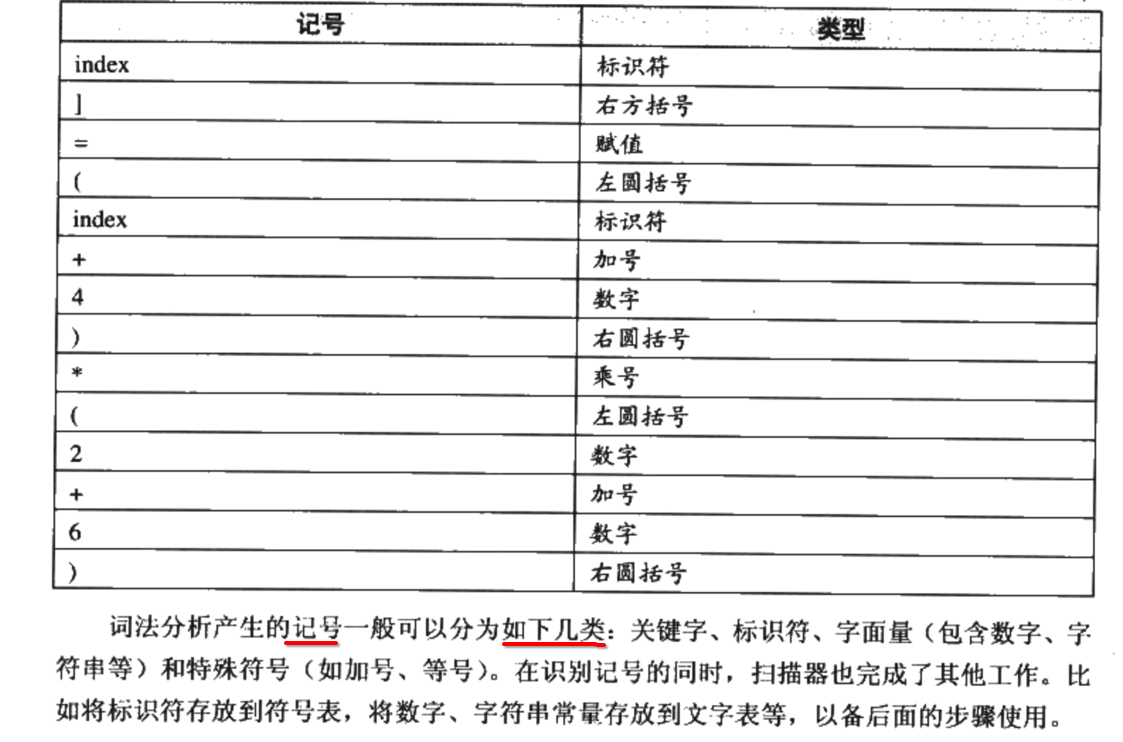 记号 类型
index 标识符
] 右方括号
= 赋值
( 左圆括号
index 标识符
+ 加号
4 数字
) 右圆括号
* 乘号
( 左圆括号
2 数字
+ 加号
6 数字
) 右圆括号
词法分析产生的记号一般可以分为如下几类：关键字、标识符、字面量（包含数字、字
符串等）和特殊符号（如加号、等号）。在识别记号的同时，扫描器也完成了其他工作。比
如将标识符存放到符号表，将数字、字符串常量存放到文字表等，以备后面的步骤使用。